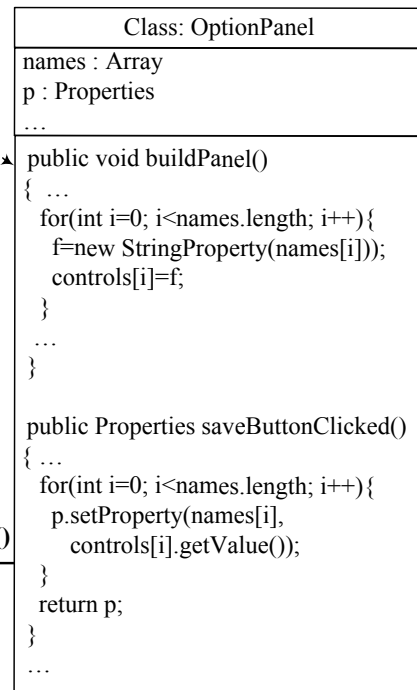 Class: OptionPanel
names : Array
p : Properties
…
public void buildPanel()
{ …
for(int i=0; i<names.length; i++){
f=new StringProperty(names[i]));
controls[i]=f;
}
…
}
public Properties saveButtonClicked()
{ …
for(int i=0; i<names.length; i++){
p.setProperty(names[i],
)
controls[i].getValue());
}
return p;
}
…